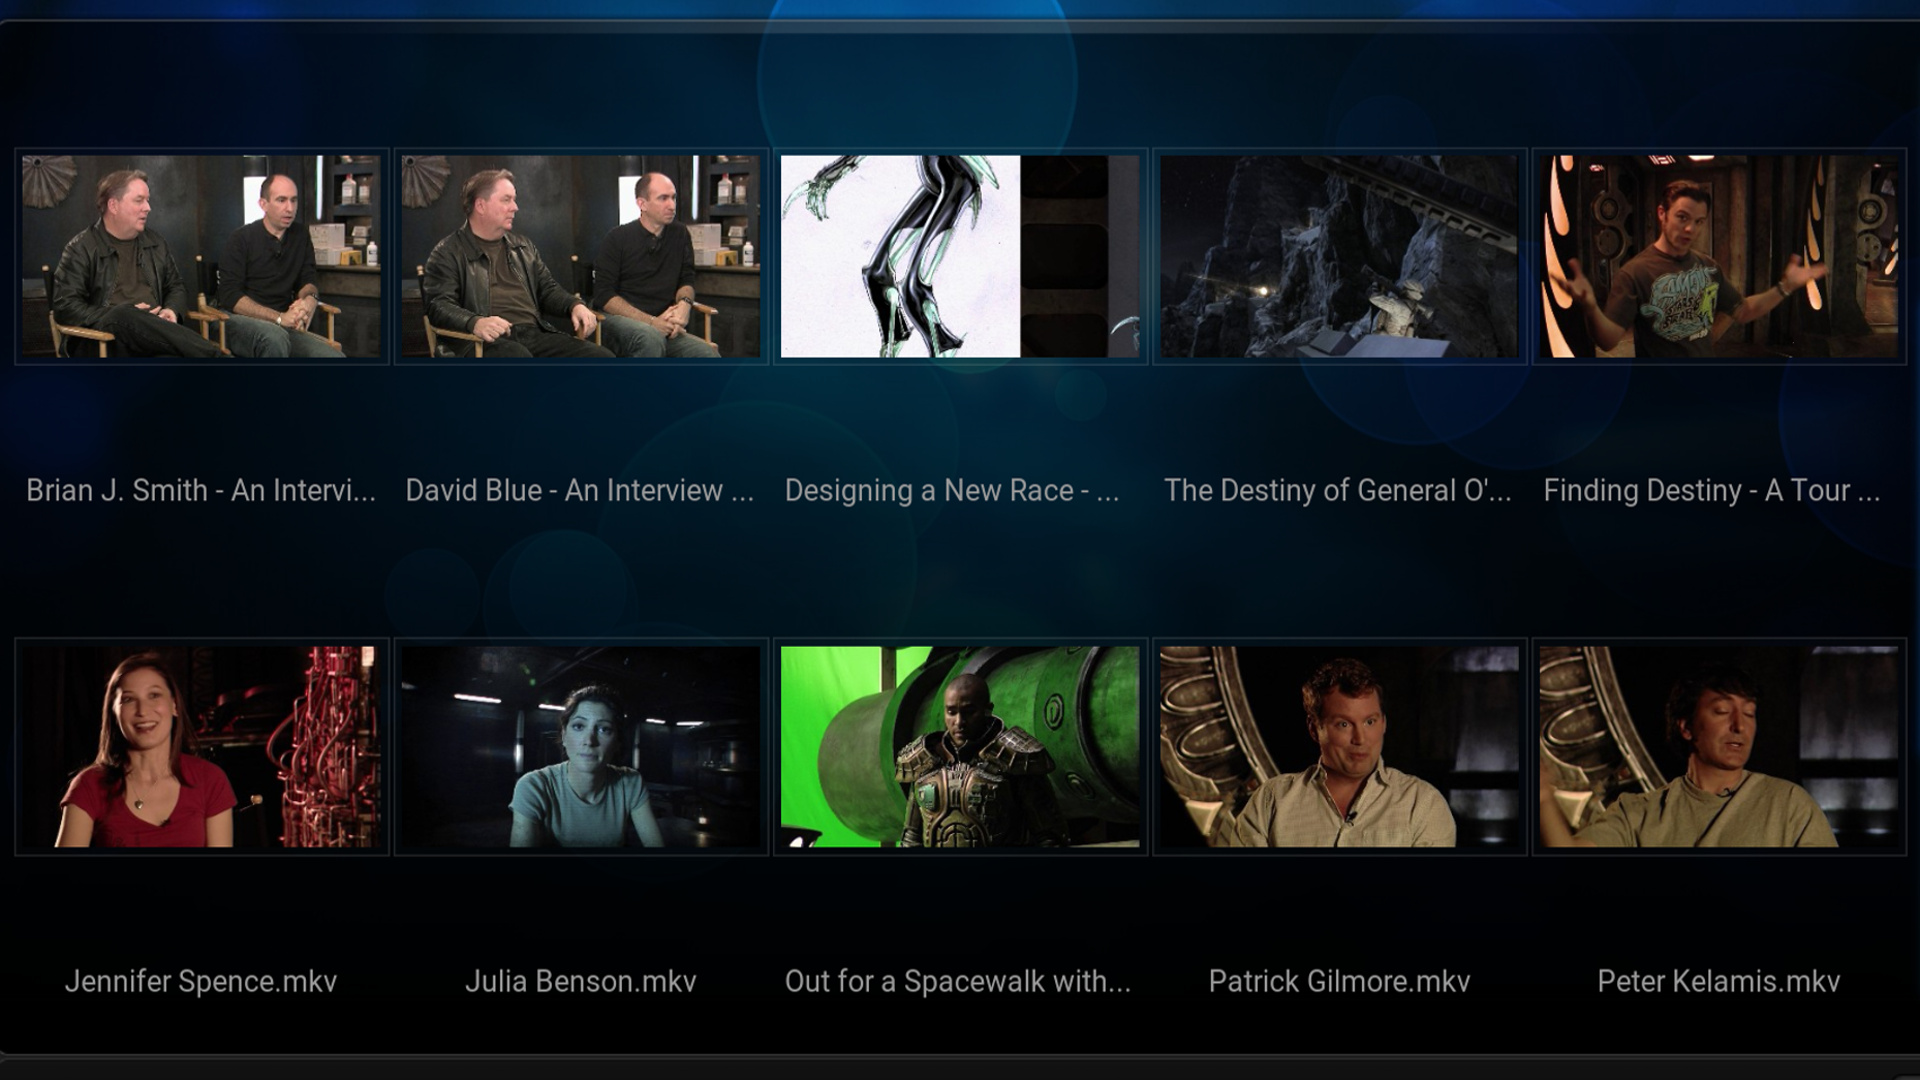 Brian J. Smith - An Intervi...
David Blue - An Interview ...
Designing a New Race - ...
The Destiny of General O'...
Finding Destiny - A Tour ...
Jennifer Spence.mkv
Julia Benson.mkv
Out for a Spacewalk with...
Patrick Gilmore.mkv
Peter Kelamis.mkv